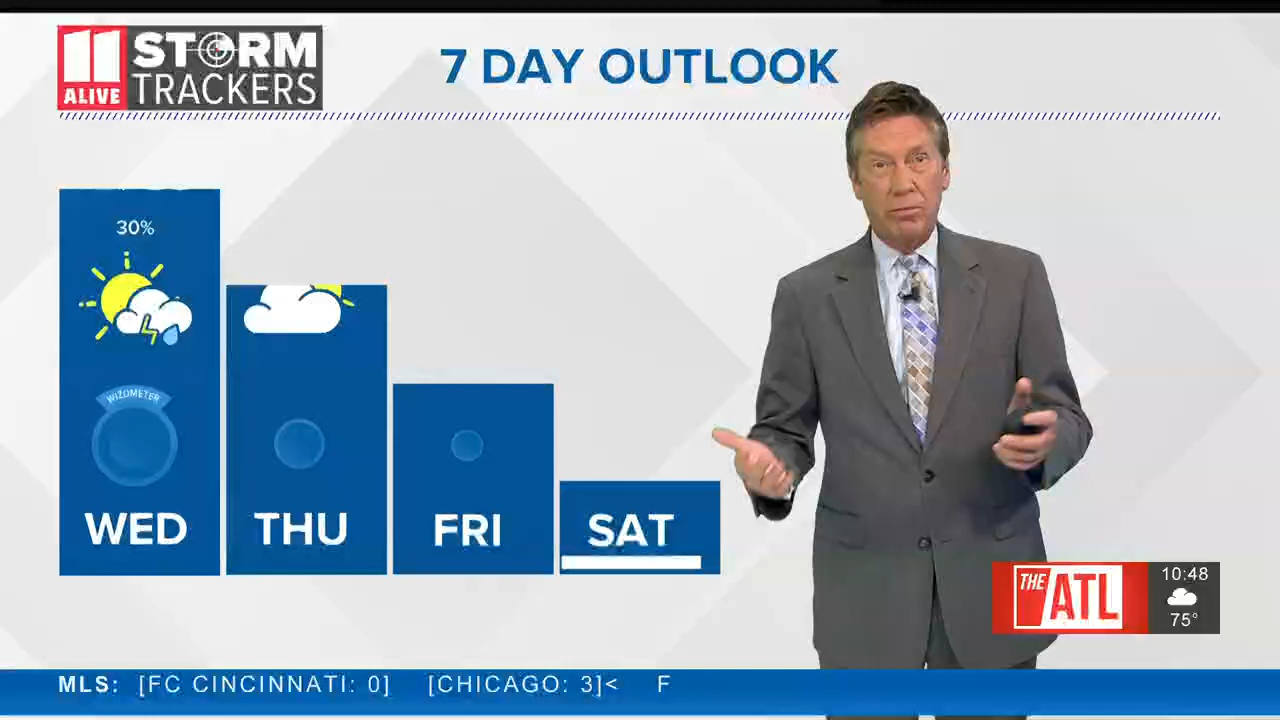 11
ALIVE
STORM
TRACKERS
7 DAY OUTLOOK
30%
WIZOMETER
WED
THU
FRI
SAT
THE ATL
10:48
75°
MLS: [FC CINCINNATI: 0] [CHICAGO: 3]< F